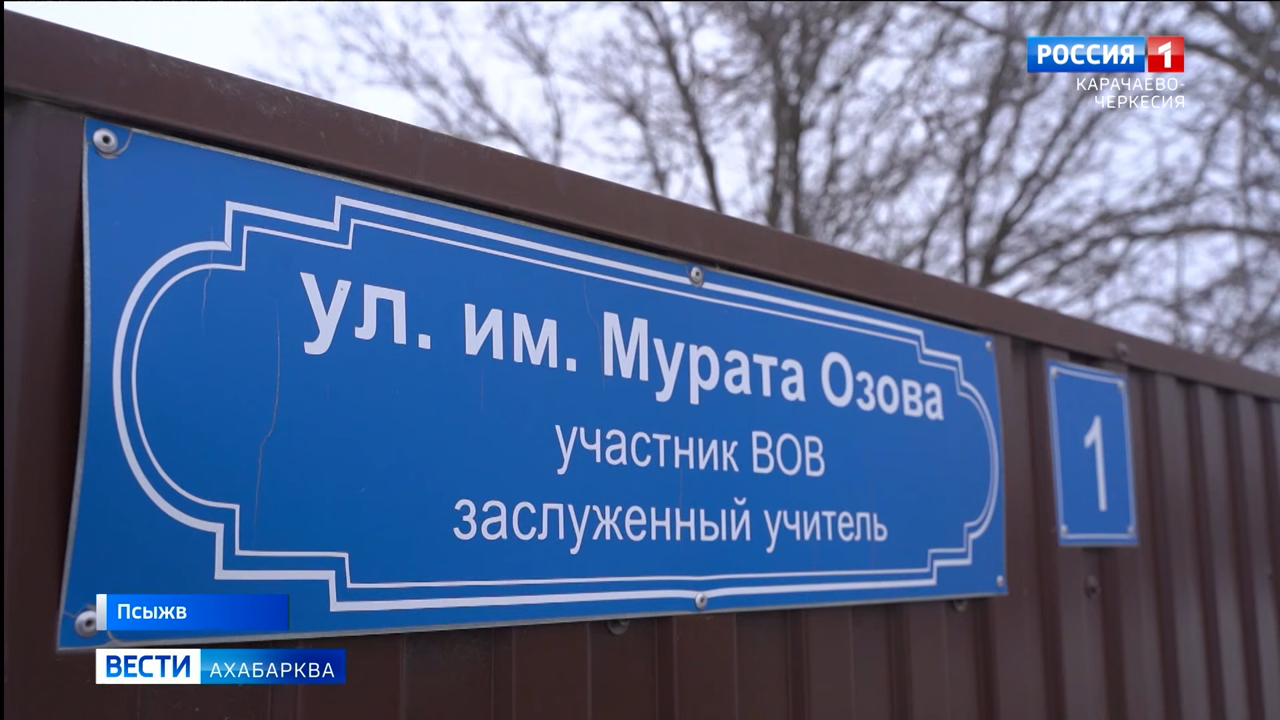 РОССИЯ 1
КАРАЧАЕВО-
ЧЕРКЕСИЯ
ул. им. Мурата Озова
участник ВОВ
заслуженный учитель
1
Псыжв
ВЕСТИ АХАБАРКВА